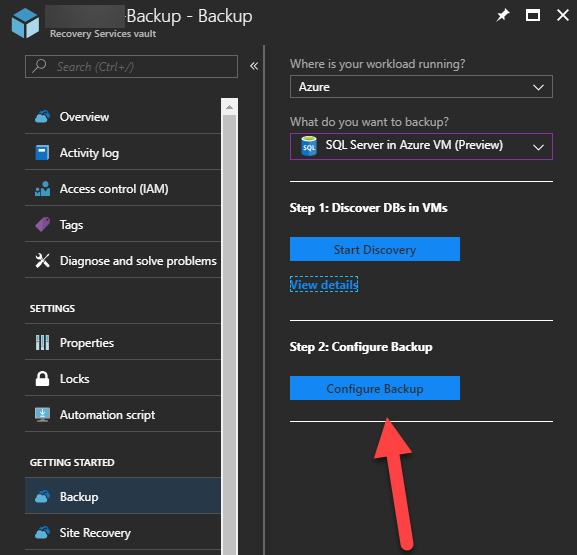 -Backup - Backup
Recovery Services vault
Search (Ctrl+/)
Overview
Activity log
Access control (IAM)
Tags
Diagnose and solve problems
SETTINGS
Properties
Locks
Automation script
GETTING STARTED
Backup
Site Recovery
Where is your workload running?
Azure
What do you want to backup?
SQL
SQL Server in Azure VM (Preview)
Step 1: Discover DBs in VMs
Start Discovery
View details
Step 2: Configure Backup
Configure Backup